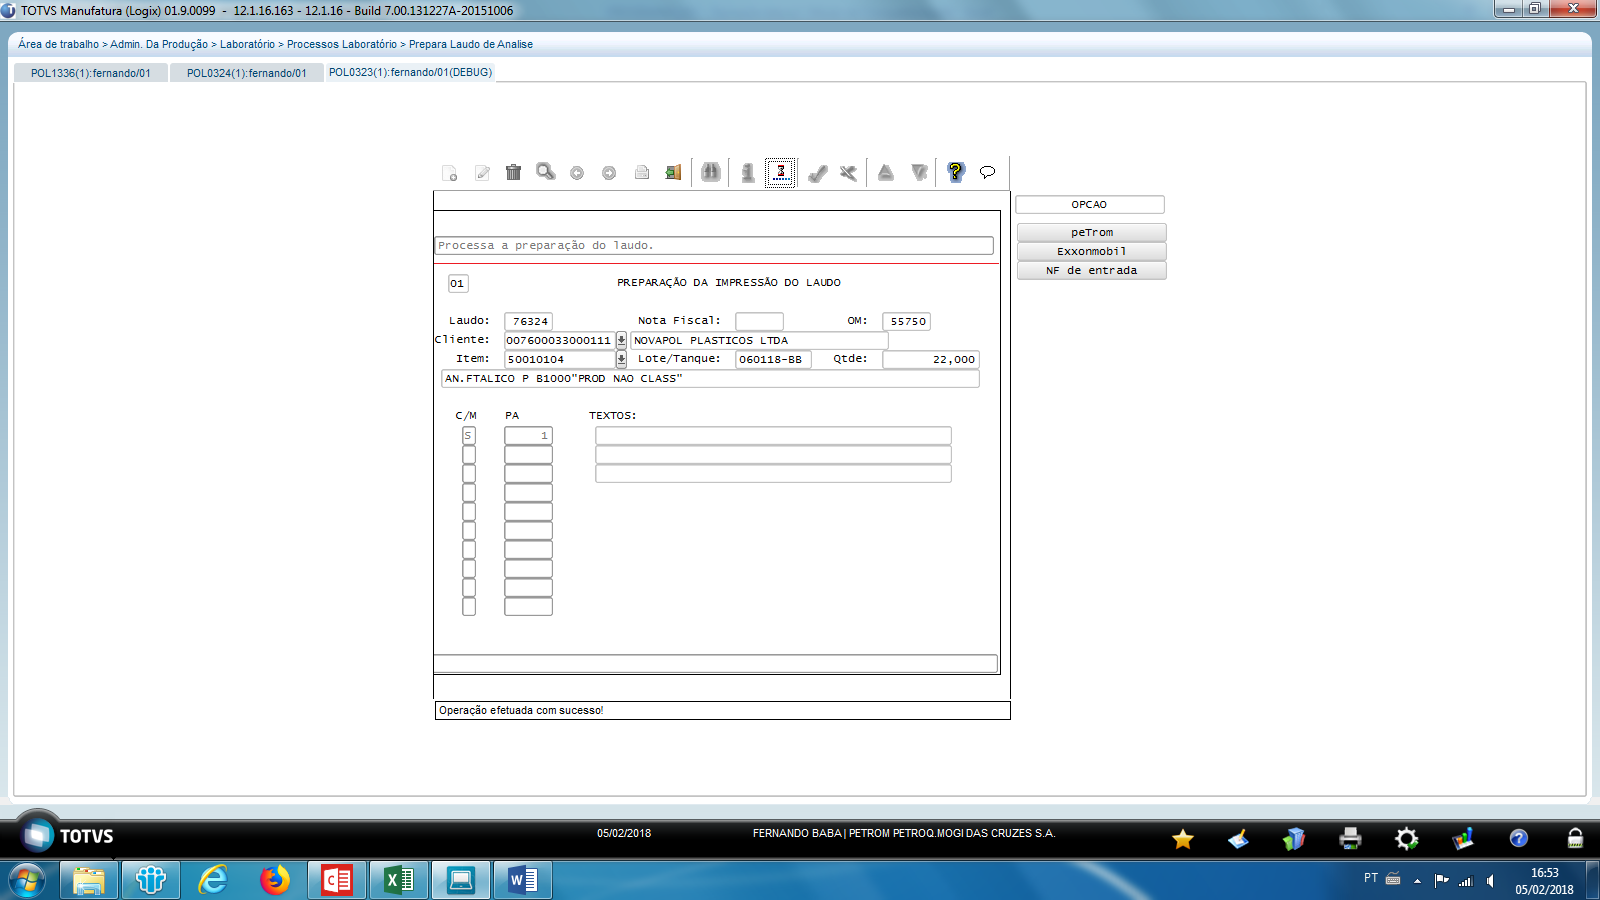 TOTVS Manufatura (Logix) 01.9.0099 - 12.1.16.163 - 12.1.16 - Build 7.00.131227A-20151006
Área de trabalho > Admin. Da Produção > Laboratório > Processos Laboratório > Prepara Laudo de Analise
POL1336(1):fernando/01 POL0324(1):fernando/01 POL0323(1):fernando/01(DEBUG)
OPCAO
peTrom
Exxonmobil
NF de entrada
Processa a preparação do laudo.
01 PREPARAÇÃO DA IMPRESSÃO DO LAUDO
Laudo: 76324 Nota Fiscal: OM: 55750
Cliente: 007600033000111 NOVAPOL PLASTICOS LTDA
Item: 50010104 Lote/Tanque: 060118-BB Qtde: 22,000
AN.FTALICO P B1000"PROD NAO CLASS"
C/M PA TEXTOS:
S 1
Operação efetuada com sucesso!
TOTVS 05/02/2018 FERNANDO BABA | PETROM PETROQ.MOGI DAS CRUZES S.A.
PT 16:53
05/02/2018